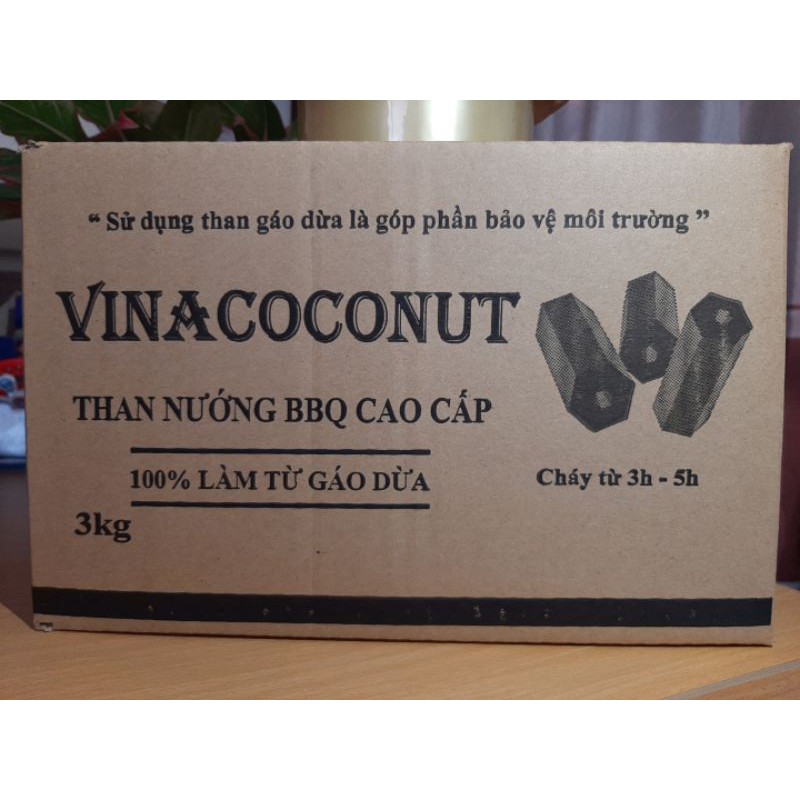 “ Sử dụng than gáo dừa là góp phần bảo vệ môi trường ”
VINACOCONUT
THAN NƯỚNG BBQ CAO CẤP
100% LÀM TỪ GÁO DỪA
Cháy từ 3h - 5h
3kg